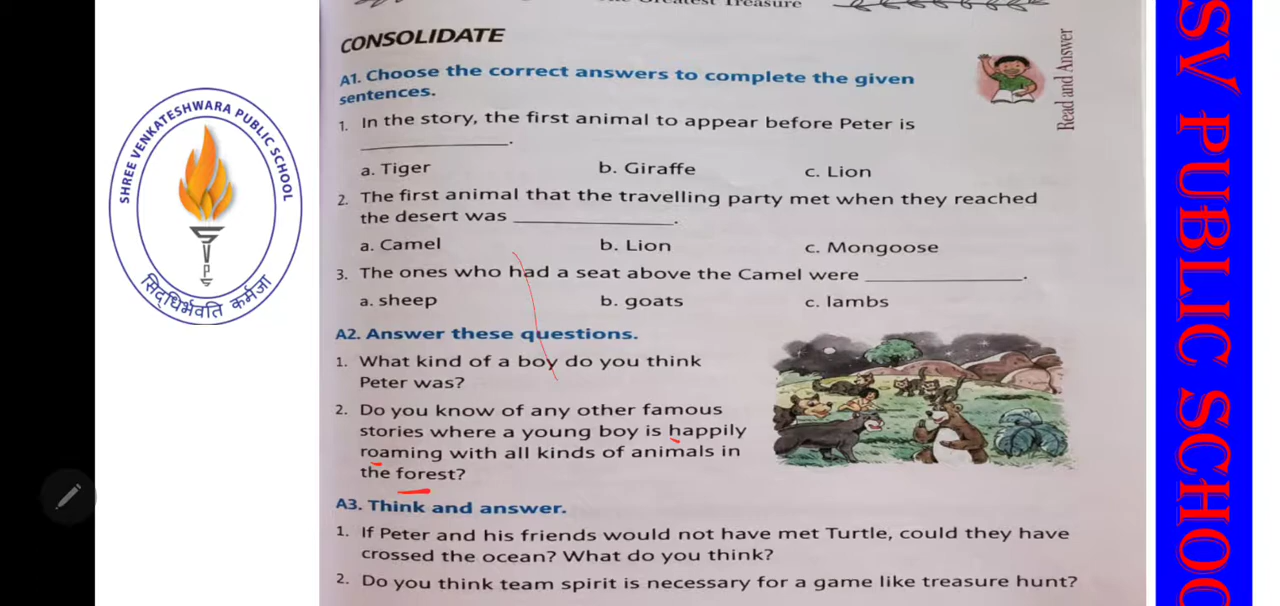 The Greatest Treasure
CONSOLIDATE
Read and Answer
A1. Choose the correct answers to complete the given
sentences.
1. In the story, the first animal to appear before Peter is
____________.
a. Tiger b. Giraffe c. Lion
2. The first animal that the travelling party met when they reached
the desert was ____________.
a. Camel b. Lion c. Mongoose
3. The ones who had a seat above the Camel were ____________.
a. sheep b. goats c. lambs
A2. Answer these questions.
1. What kind of a boy do you think
Peter was?
2. Do you know of any other famous
stories where a young boy is happily
roaming with all kinds of animals in
the forest?
A3. Think and answer.
1. If Peter and his friends would not have met Turtle, could they have
crossed the ocean? What do you think?
2. Do you think team spirit is necessary for a game like treasure hunt?
SHREE VENKATESHWARA PUBLIC SCHOOL
SVPS
सिद्धिर्भवति कर्मजा
SV PUBLIC SCHOO